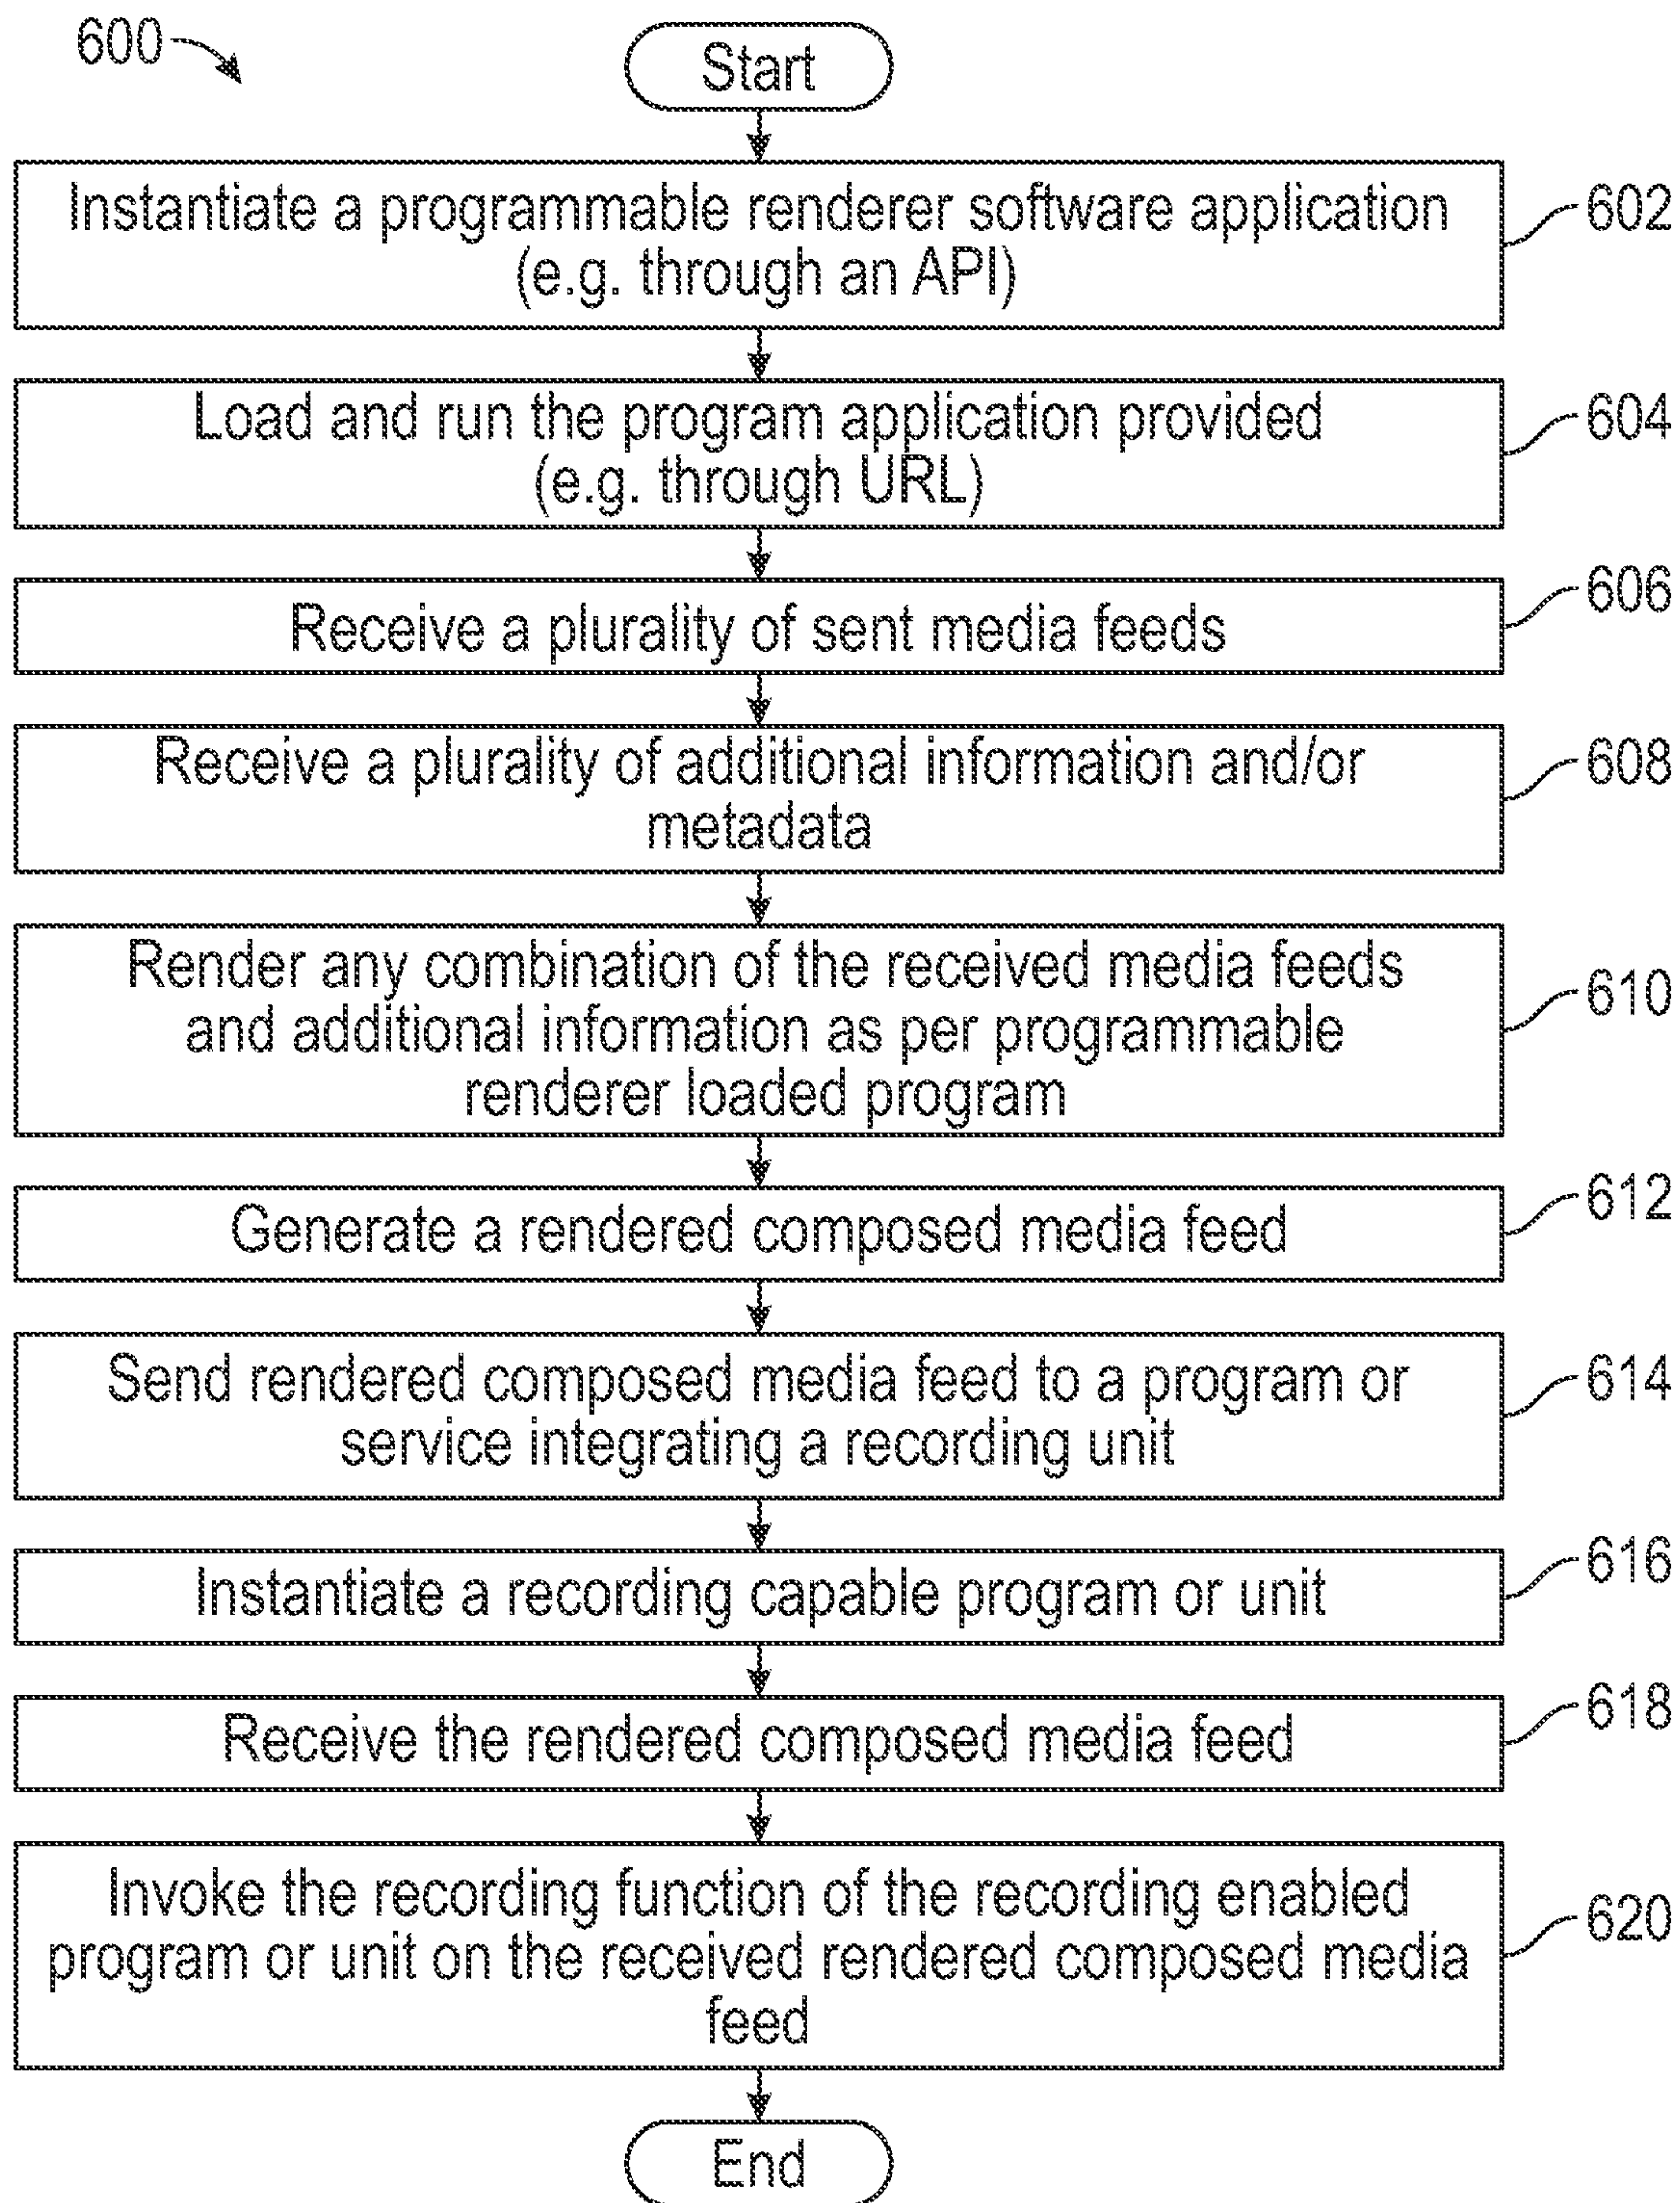 600
Start
Instantiate a programmable renderer software application
(e.g. through an API)
602
Load and run the program application provided
(e.g. through URL)
604
Receive a plurality of sent media feeds
606
Receive a plurality of additional information and/or
metadata
608
Render any combination of the received media feeds
and additional information as per programmable
renderer loaded program
610
Generate a rendered composed media feed
612
Send rendered composed media feed to a program or
service integrating a recording unit
614
Instantiate a recording capable program or unit
616
Receive the rendered composed media feed
618
Invoke the recording function of the recording enabled
program or unit on the received rendered composed media
feed
620
End